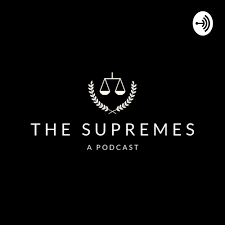 THE SUPREMES
A PODCAST